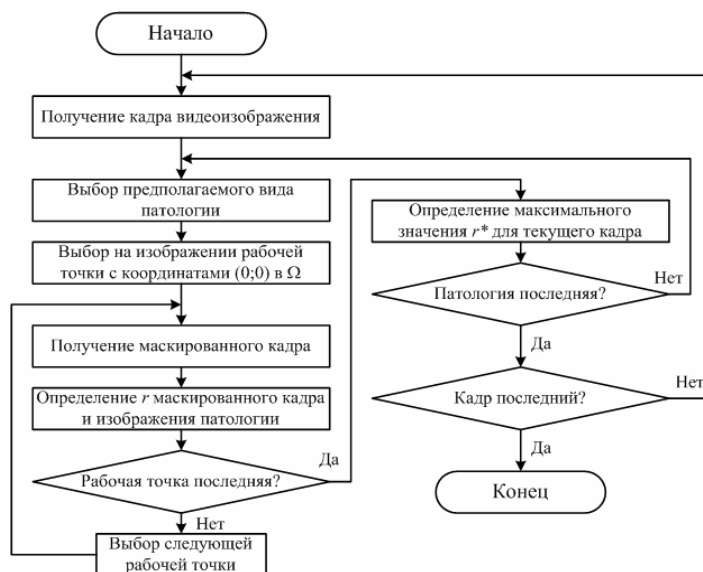 Начало
Получение кадра видеоизображения
Выбор предполагаемого вида
патологии
Выбор на изображении рабочей
точки с координатами (0;0) в Ω
Получение маскированного кадра
Определение r маскированного кадра
и изображения патологии
Рабочая точка последняя?
Да
Нет
Выбор следующей
рабочей точки
Определение максимального
значения r* для текущего кадра
Патология последняя?
Нет
Да
Кадр последний?
Нет
Да
Конец